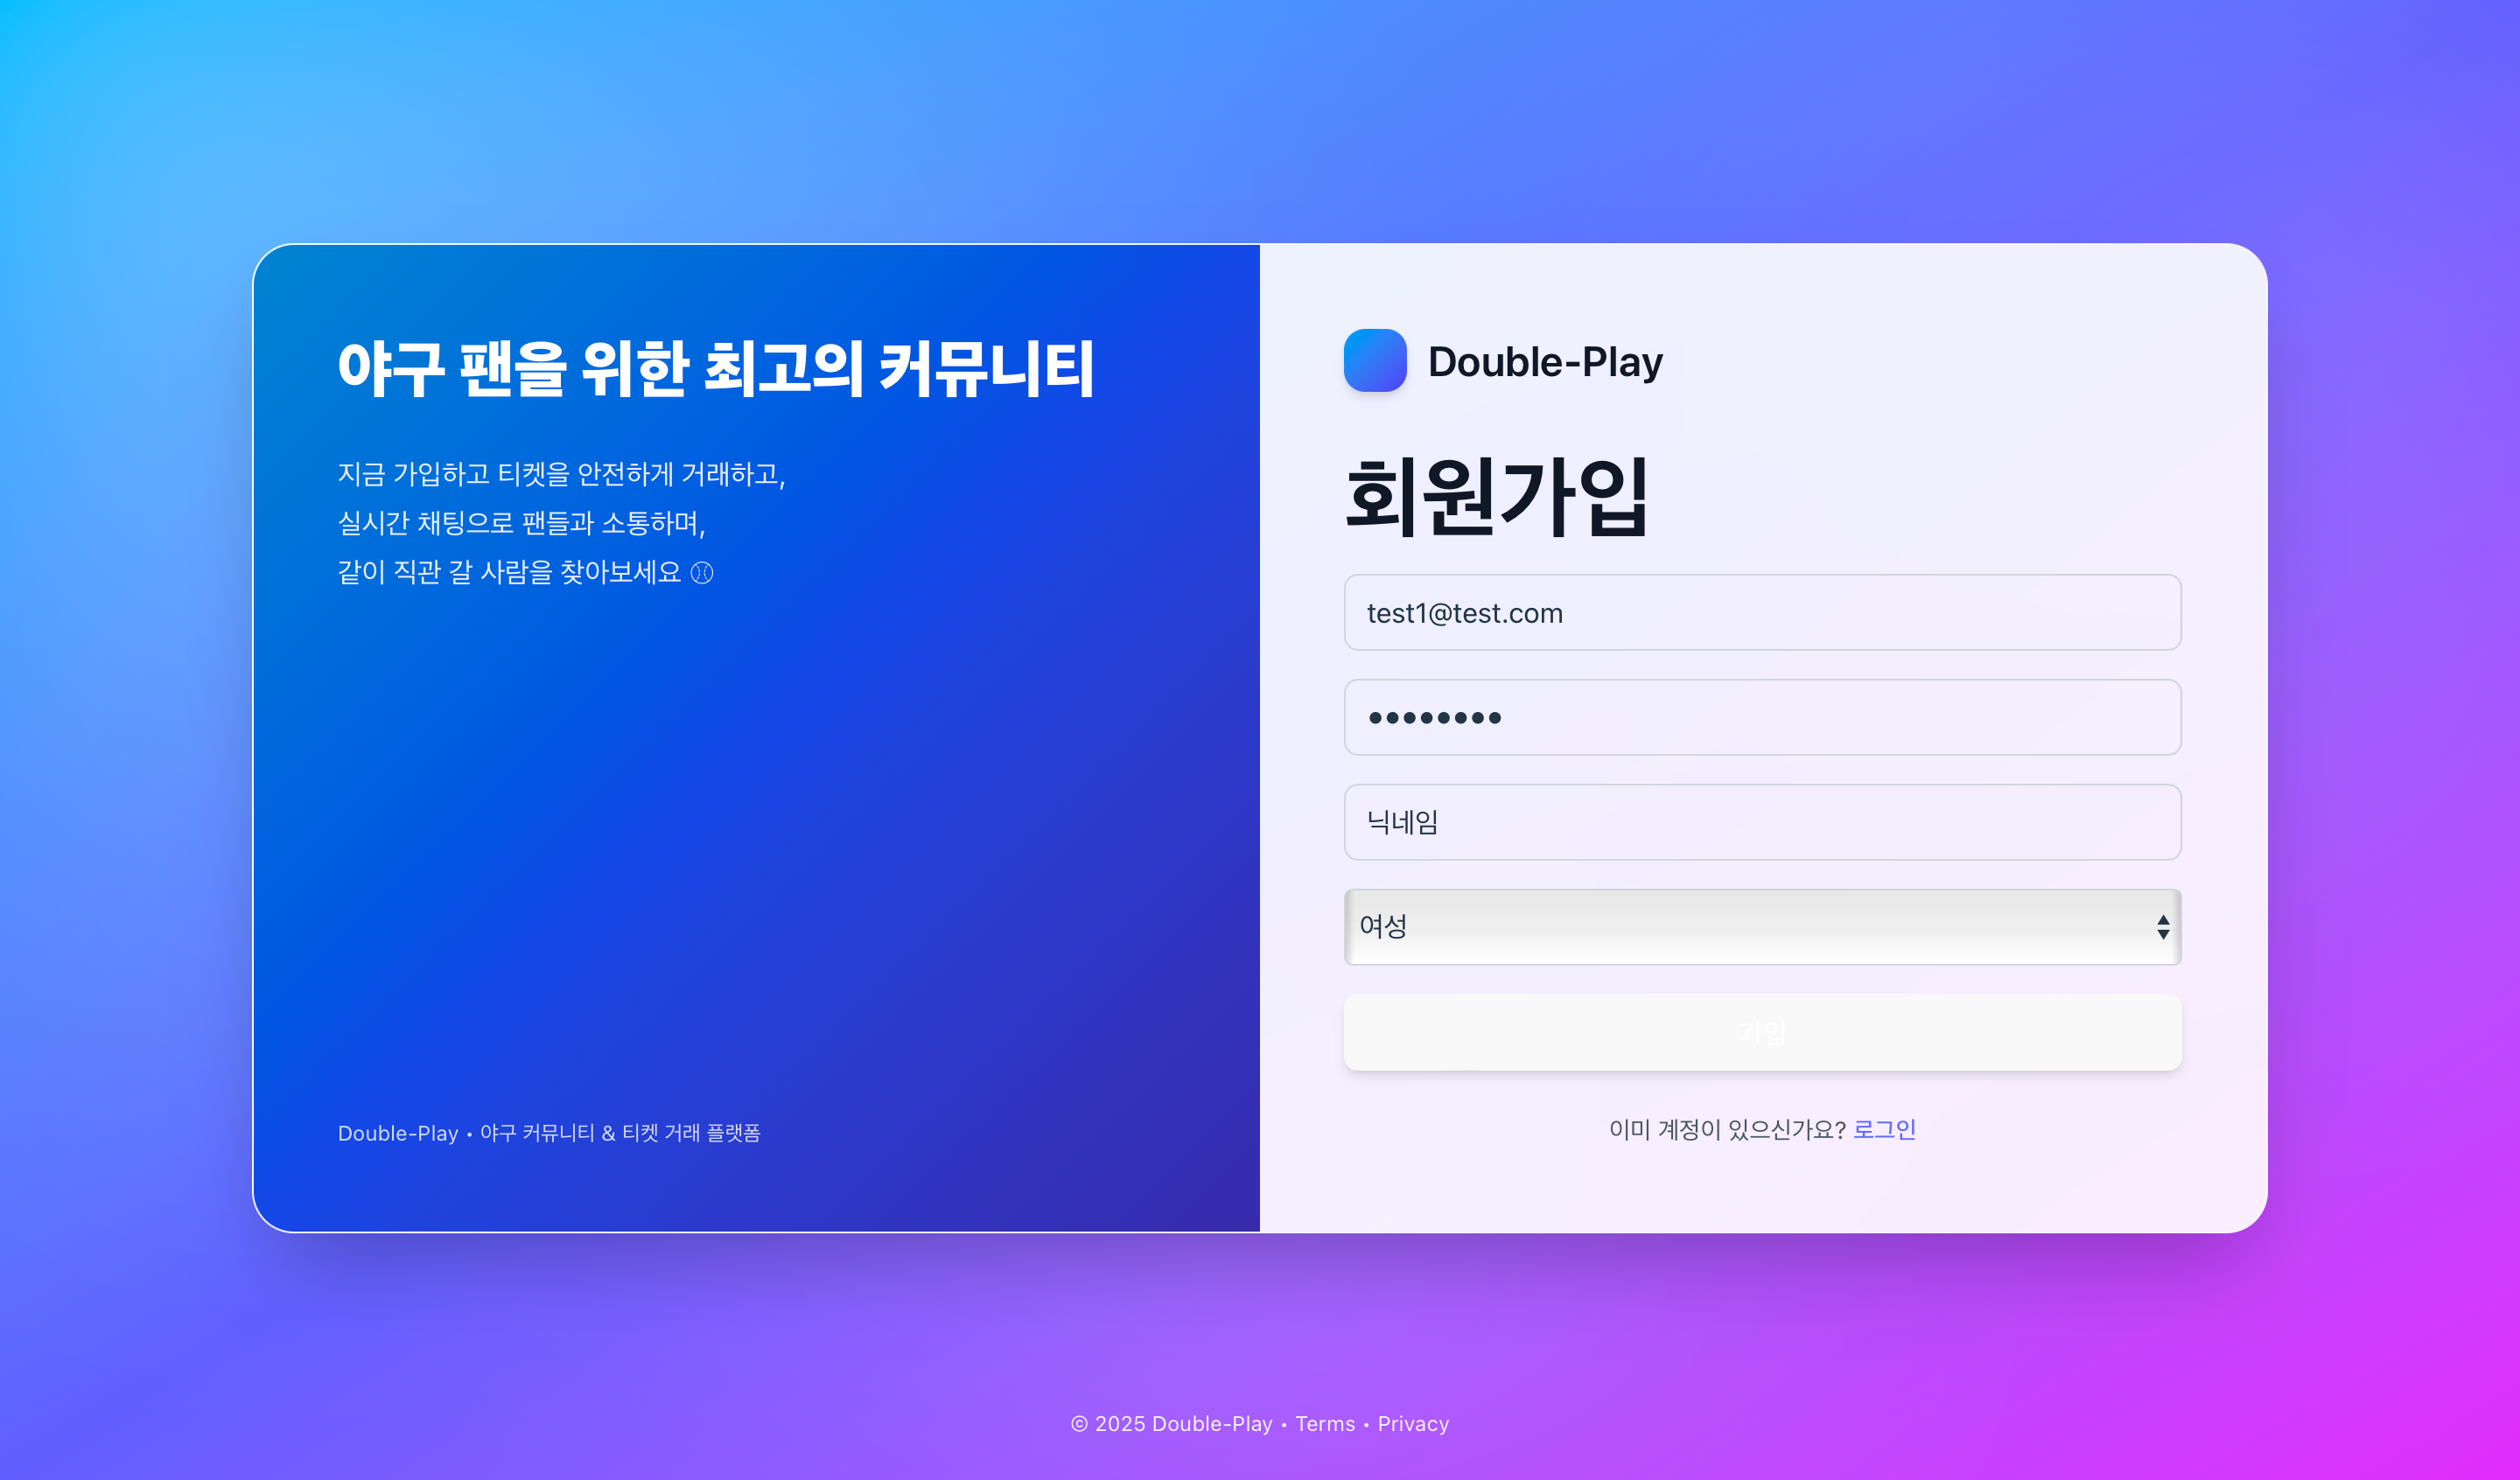 야구 팬을 위한 최고의 커뮤니티
지금 가입하고 티켓을 안전하게 거래하고,
실시간 채팅으로 팬들과 소통하며,
같이 직관 갈 사람을 찾아보세요 ⚾
Double-Play • 야구 커뮤니티 & 티켓 거래 플랫폼
Double-Play
회원가입
test1@test.com
••••••••
닉네임
여성
가입
이미 계정이 있으신가요? 로그인
© 2025 Double-Play • Terms • Privacy